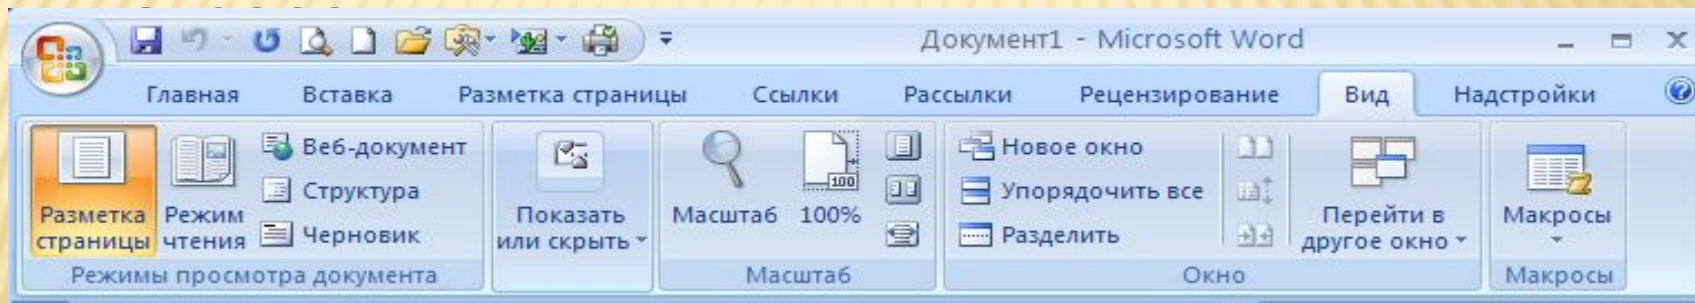 Документ1 - Microsoft Word
Главная Вставка Разметка страницы Ссылки Рассылки Рецензирование Вид Надстройки
Разметка страницы
Режим чтения
Веб-документ
Структура
Черновик
Режимы просмотра документа
Показать или скрыть
Масштаб
100
100%
Масштаб
Новое окно
Упорядочить все
Разделить
Перейти в другое окно
Окно
Макросы
Макросы